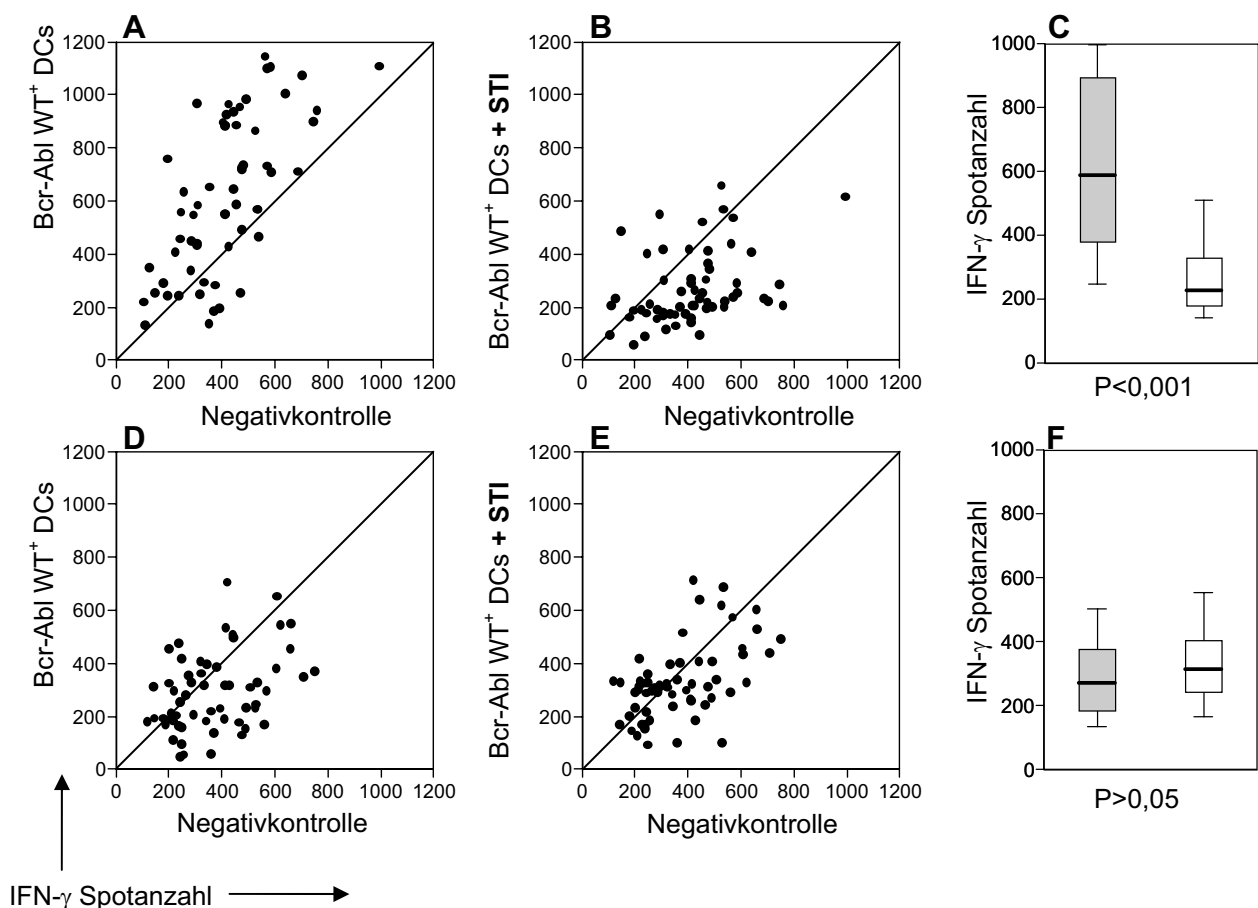 A
Bcr-Abl WT+ DCs
1200
1000
800
600
400
200
0
0 200 400 600 800 1000 1200
Negativkontrolle
B
Bcr-Abl WT+ DCs + STI
1200
1000
800
600
400
200
0
0 200 400 600 800 1000 1200
Negativkontrolle
C
IFN-γ Spotanzahl
1000
800
600
400
200
0
P<0,001
D
Bcr-Abl WT+ DCs
1200
1000
800
600
400
200
0
0 200 400 600 800 1000 1200
Negativkontrolle
E
Bcr-Abl WT+ DCs + STI
1200
1000
800
600
400
200
0
0 200 400 600 800 1000 1200
Negativkontrolle
F
IFN-γ Spotanzahl
1000
800
600
400
200
0
P>0,05
IFN-γ Spotanzahl